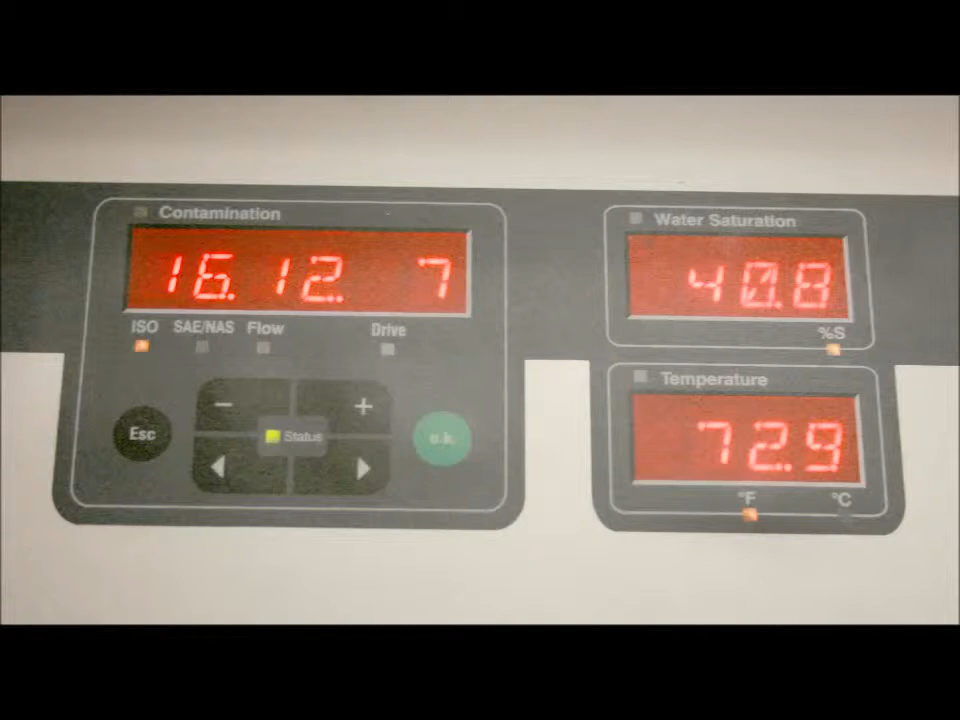 Contamination
16.12. 7
ISO SAE/NAS Flow Drive
− +
Esc Status o.k.
Water Saturation
40.8
%S
Temperature
72.9
°F °C